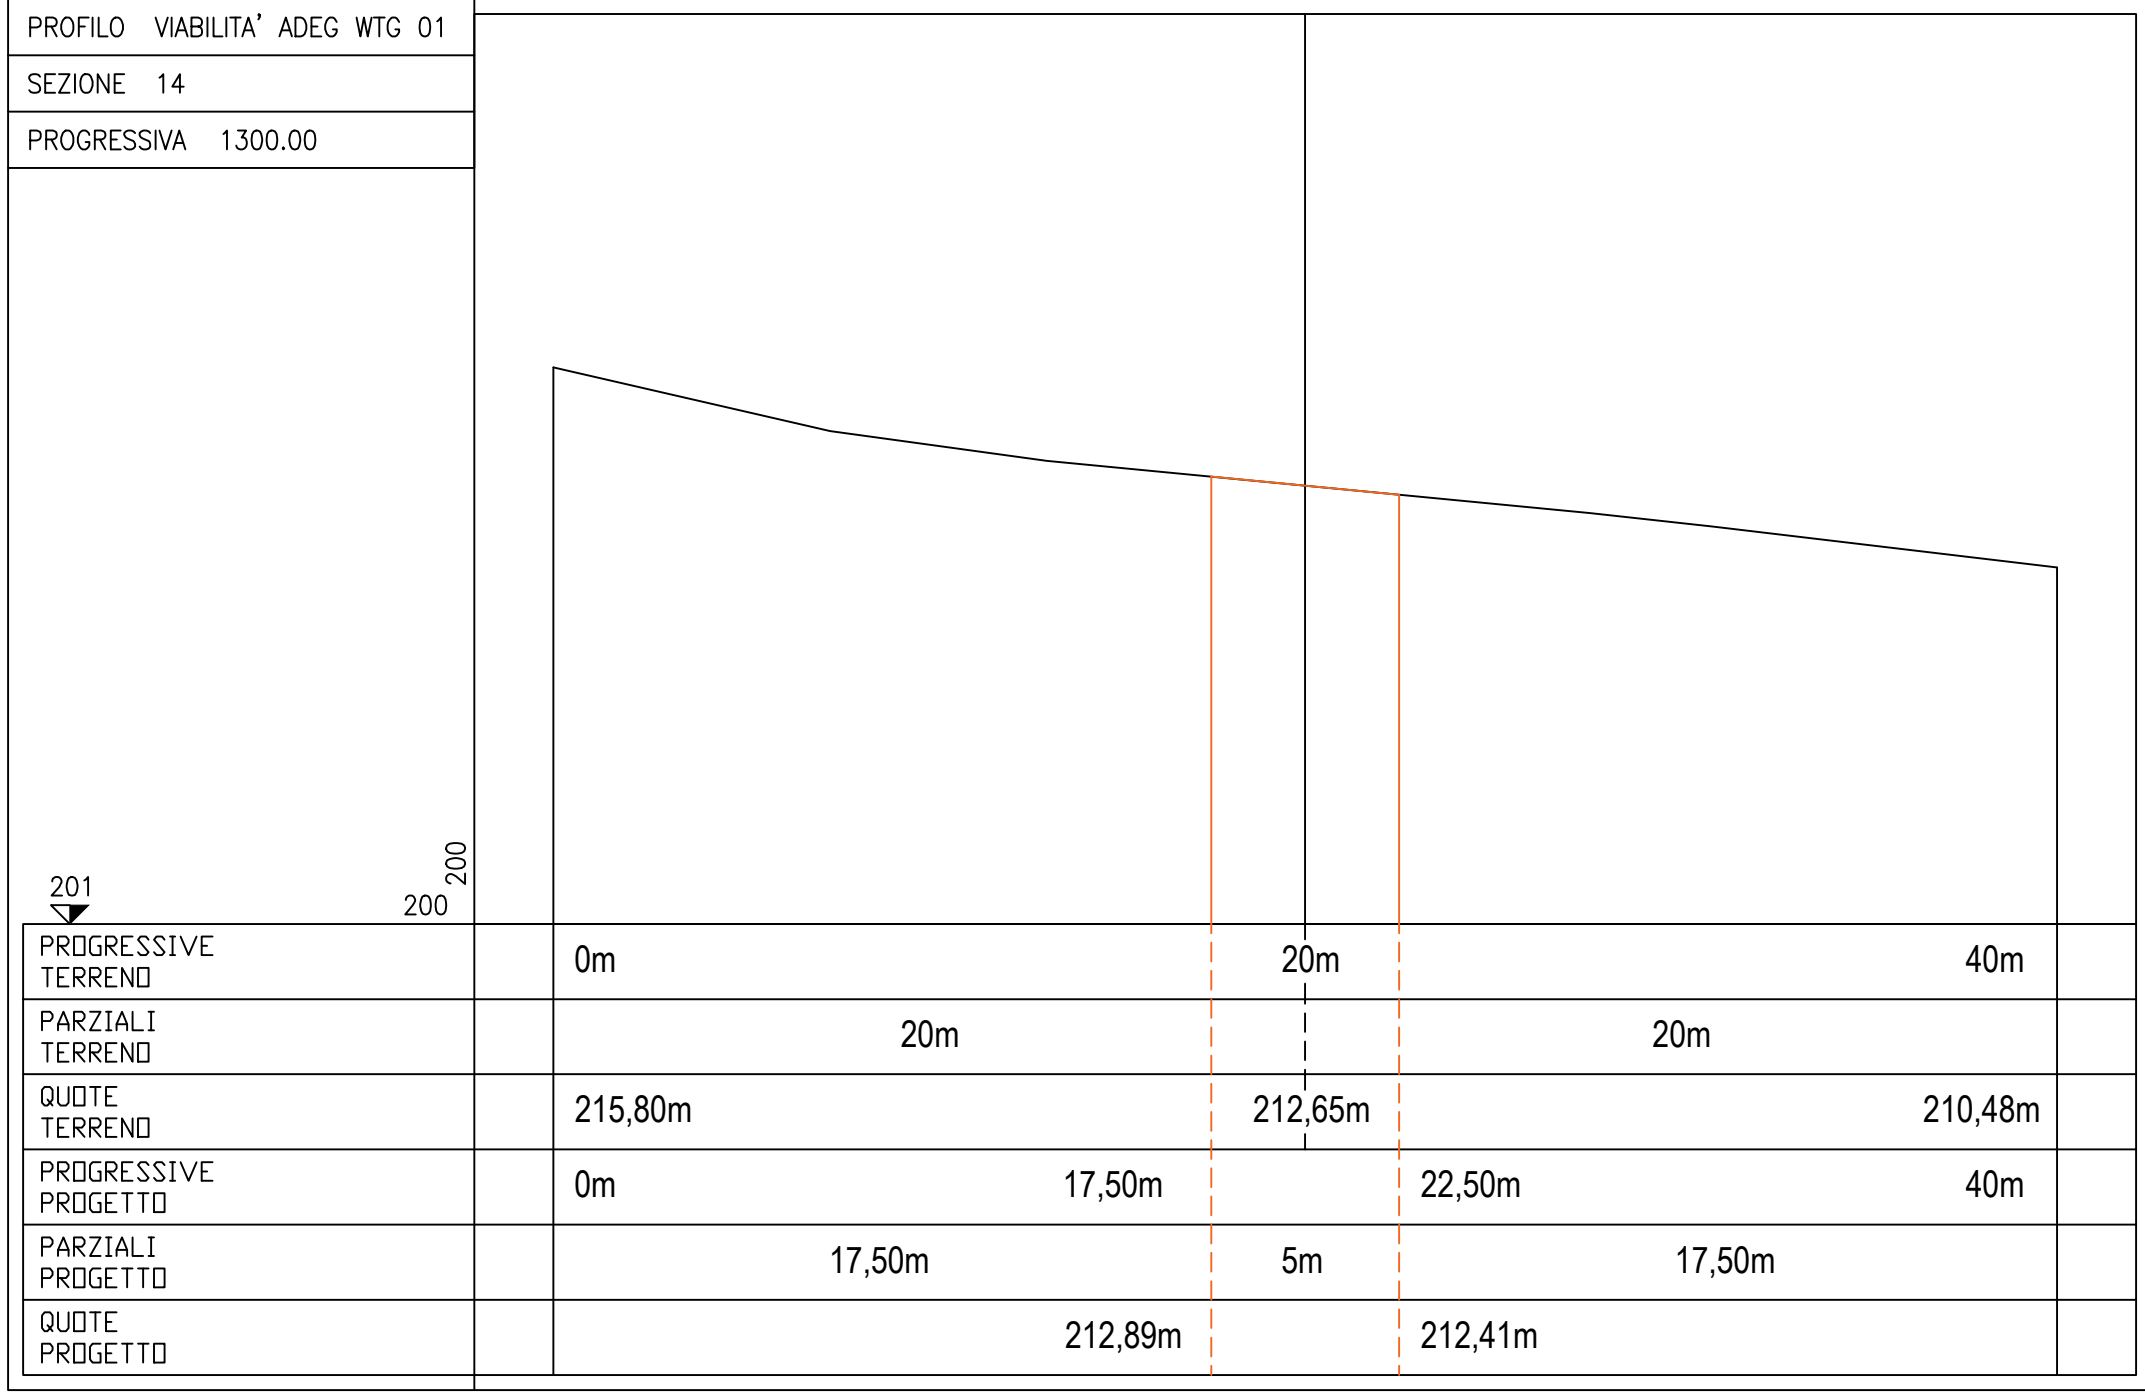 PROFILO VIABILITA' ADEG WTG 01
SEZIONE 14
PROGRESSIVA 1300.00
200
201
200
PROGRESSIVE
TERRENO
0m 20m 40m
PARZIALI
TERRENO
20m 20m
QUOTE
TERRENO
215,80m 212,65m 210,48m
PROGRESSIVE
PROGETTO
0m 17,50m 22,50m 40m
PARZIALI
PROGETTO
17,50m 5m 17,50m
QUOTE
PROGETTO
212,89m 212,41m